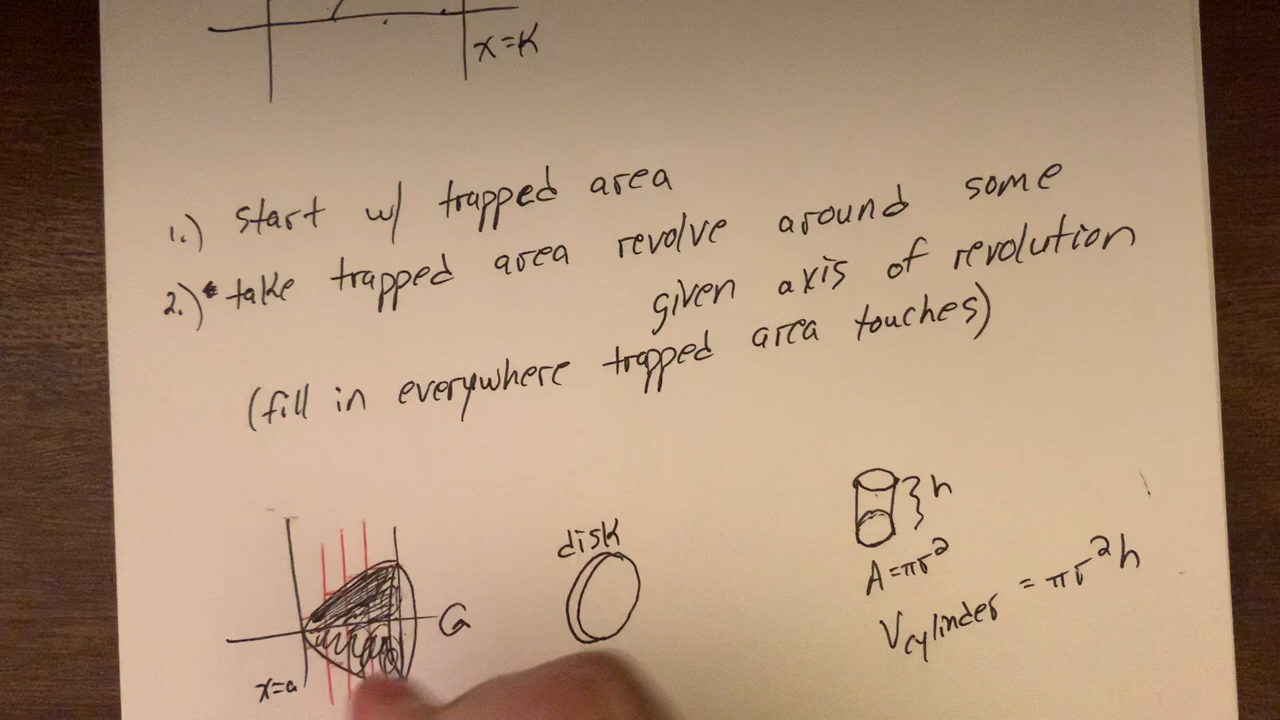 x=K
1.) start w/ trapped area
2.) take trapped area revolve around some
given axis of revolution
(fill in everywhere trapped area touches)
disk
h
A=πr²
V cylinder = πr²h
x=a